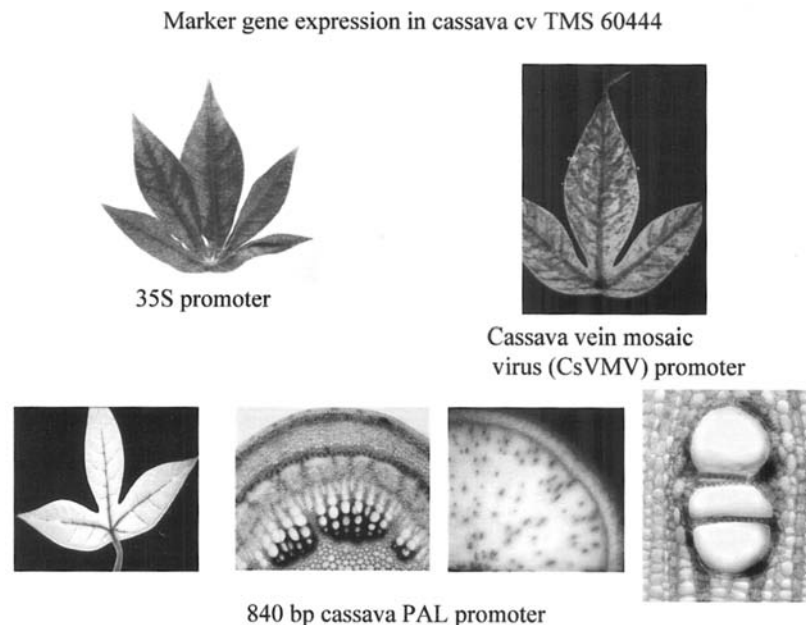 Marker gene expression in cassava cv TMS 60444
35S promoter
Cassava vein mosaic
virus (CsVMV) promoter
840 bp cassava PAL promoter